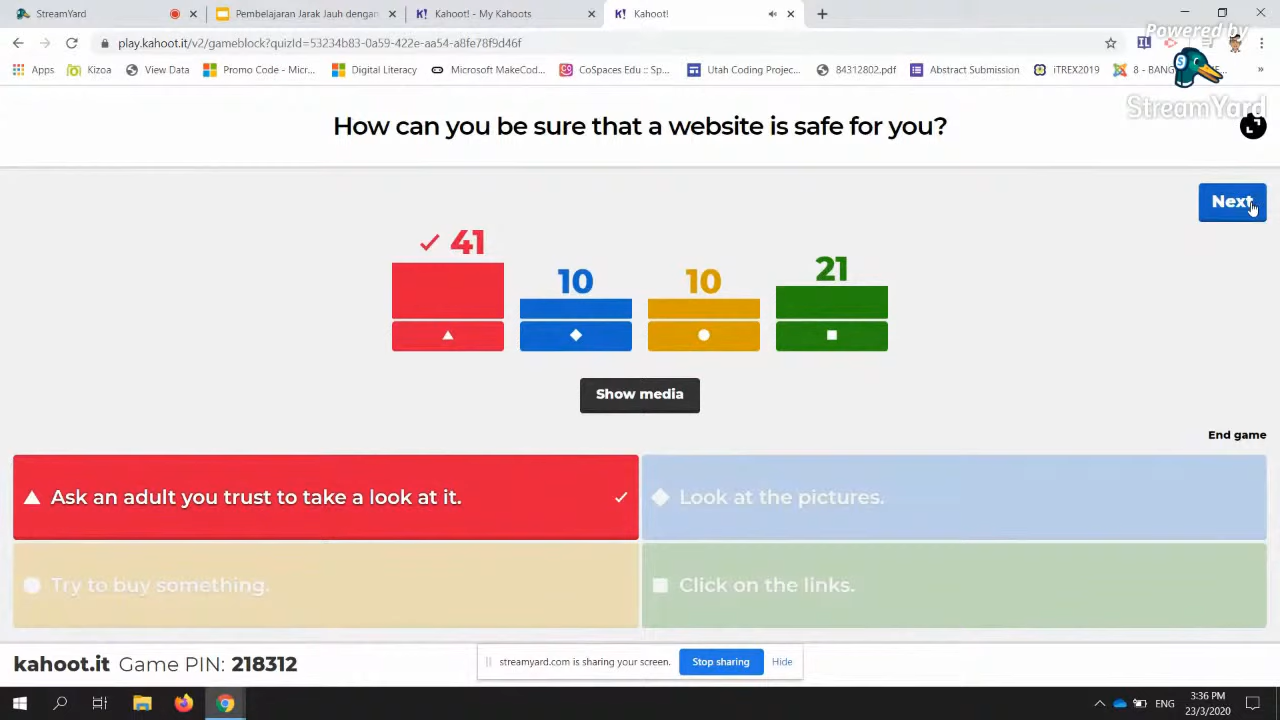 StreamYard
Pembelajaran Jarak Jauh dengan
K! Kahoot! - My Kahoots
K! Kahoot!
play.kahoot.it/v2/gameblock?quizId=53234b83-0a59-422e-aa54-a8fe78f9d4f
Powered by
Apps
Kizoa
View Data
Promo Code - Micr...
Digital Literacy
Microsoft MakeCod...
CoSpaces Edu :: Sp...
Utah Coding Projec...
84312802.pdf
Abstract Submission
iTREX2019
8 - BANG
StreamYard
How can you be sure that a website is safe for you?
Next
41
10
10
21
Show media
End game
Ask an adult you trust to take a look at it.
Look at the pictures.
Try to buy something.
Click on the links.
kahoot.it Game PIN: 218312
streamyard.com is sharing your screen.
Stop sharing
Hide
ENG
3:36 PM
23/3/2020